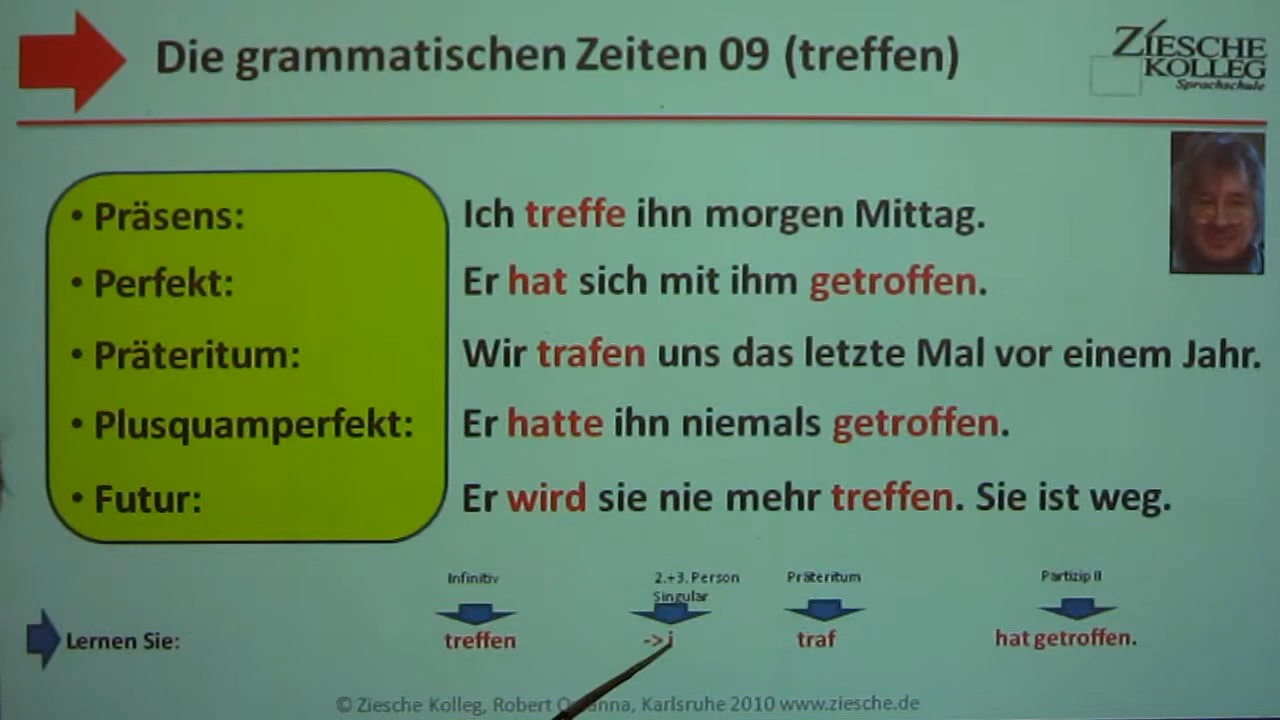 Die grammatischen Zeiten 09 (treffen)
ZIESCHE
KOLLEG
Sprachschule
• Präsens: Ich treffe ihn morgen Mittag.
• Perfekt: Er hat sich mit ihm getroffen.
• Präteritum: Wir trafen uns das letzte Mal vor einem Jahr.
• Plusquamperfekt: Er hatte ihn niemals getroffen.
• Futur: Er wird sie nie mehr treffen. Sie ist weg.
Infinitiv 2.+3. Person Präteritum Partizip II
Singular
Lernen Sie: treffen ->i traf hat getroffen.
© Ziesche Kolleg, Robert Karlsruhe 2010 www.ziesche.de